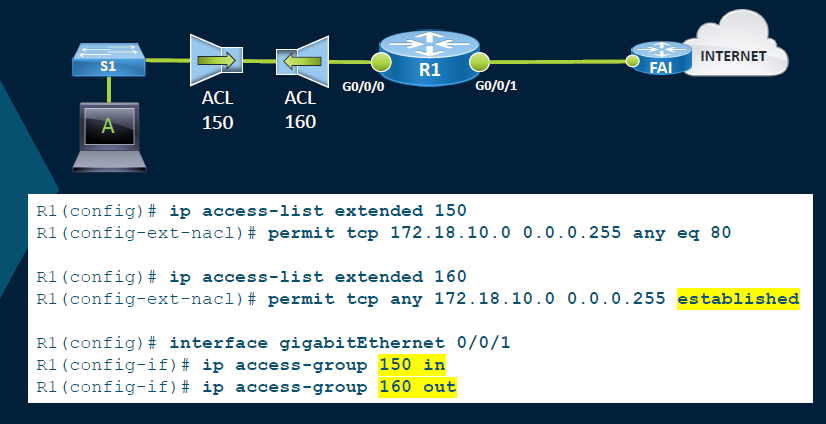 S1
A
ACL
150
ACL
160
G0/0/0
R1
G0/0/1
FAI
INTERNET
R1(config)# ip access-list extended 150
R1(config-ext-nacl)# permit tcp 172.18.10.0 0.0.0.255 any eq 80
R1(config)# ip access-list extended 160
R1(config-ext-nacl)# permit tcp any 172.18.10.0 0.0.0.255 established
R1(config)# interface gigabitEthernet 0/0/1
R1(config-if)# ip access-group 150 in
R1(config-if)# ip access-group 160 out